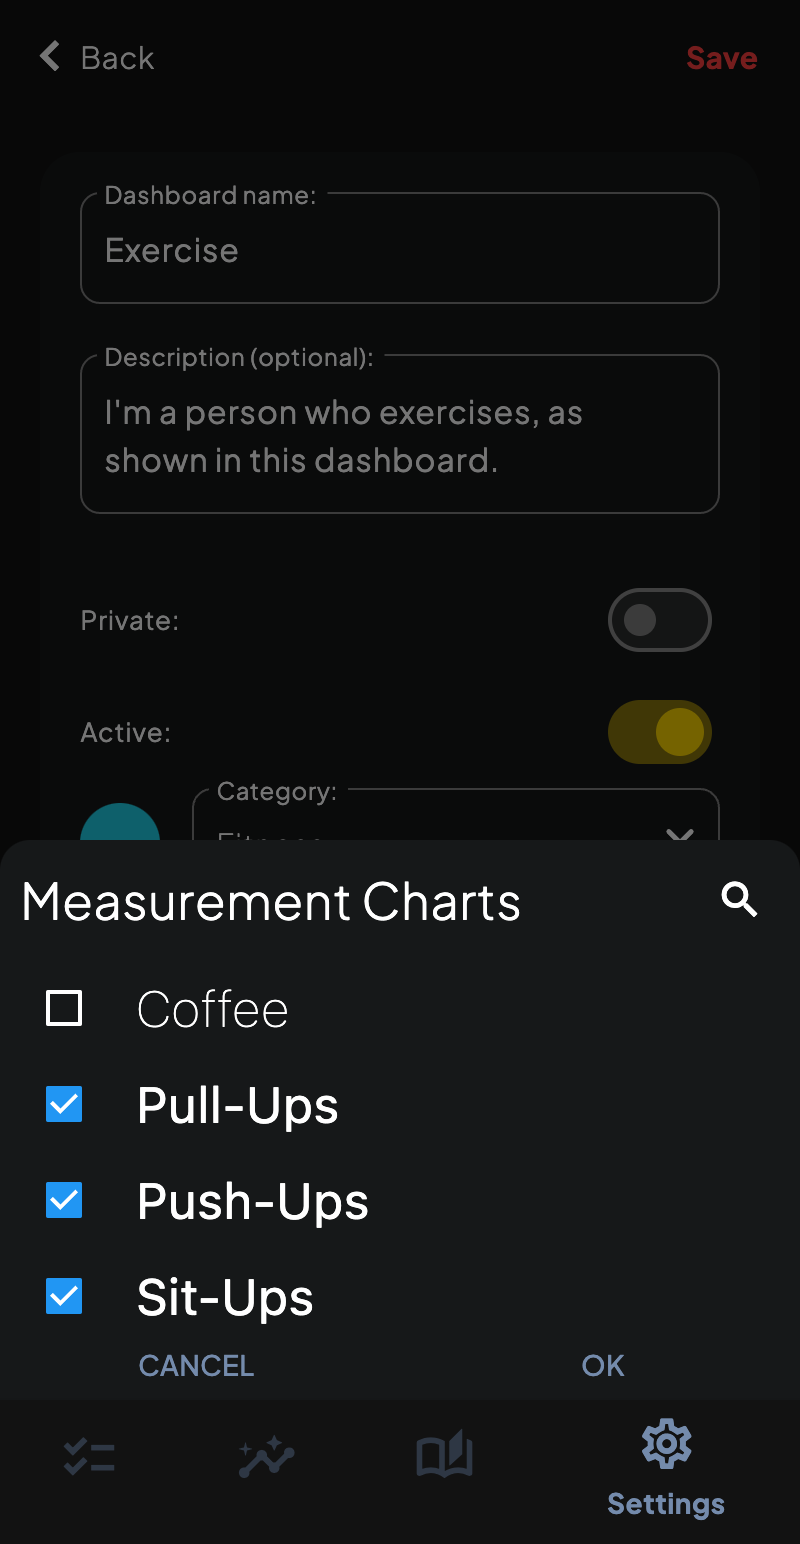 Back
Save
Dashboard name:
Exercise
Description (optional):
I'm a person who exercises, as
shown in this dashboard.
Private:
Active:
Category:
Fitness
Measurement Charts
Coffee
Pull-Ups
Push-Ups
Sit-Ups
CANCEL
OK
Settings